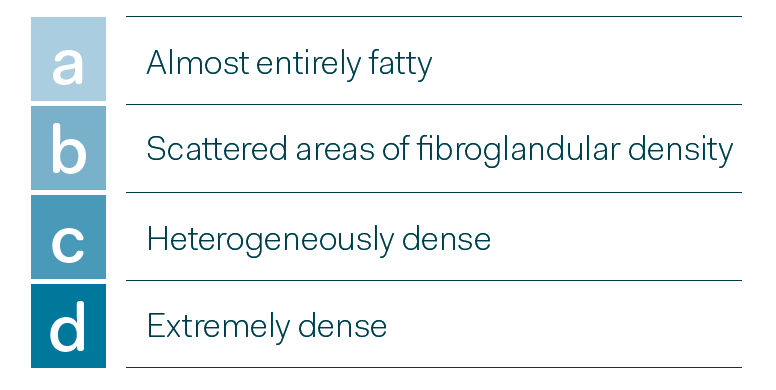 a Almost entirely fatty
b Scattered areas of fibroglandular density
c Heterogeneously dense
d Extremely dense